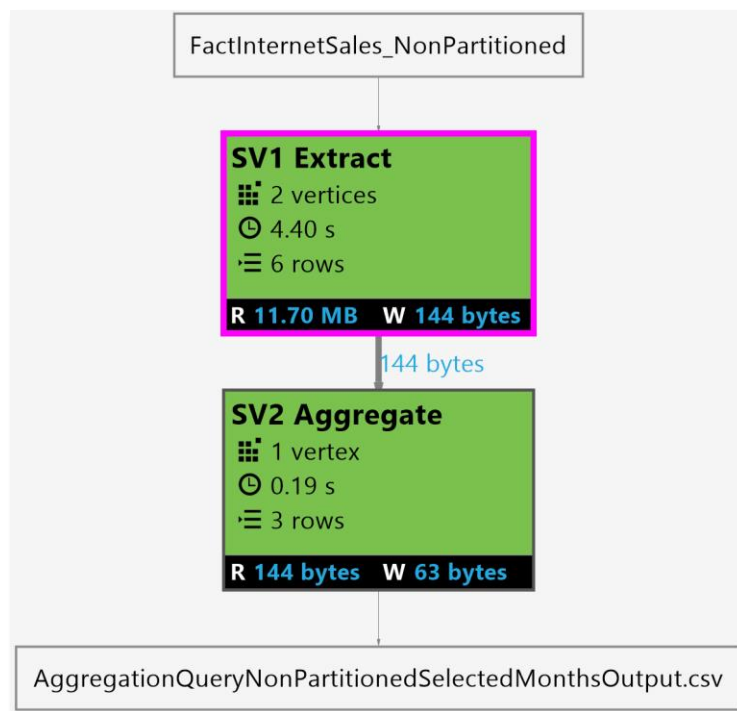 FactInternetSales_NonPartitioned
SV1 Extract
2 vertices
4.40 s
6 rows
R 11.70 MB W 144 bytes
144 bytes
SV2 Aggregate
1 vertex
0.19 s
3 rows
R 144 bytes W 63 bytes
AggregationQueryNonPartitionedSelectedMonthsOutput.csv